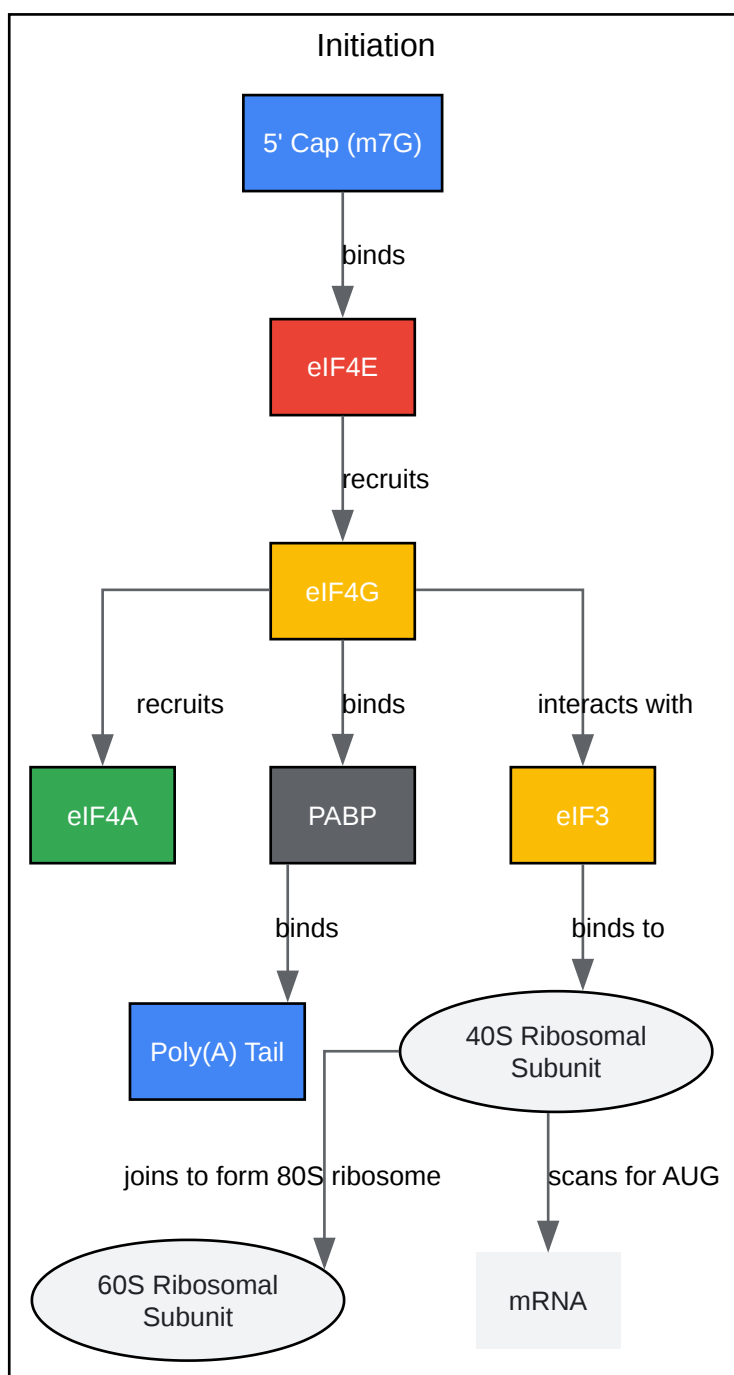 Initiation
5' Cap (m7G)
binds
eIF4E
recruits
eIF4G
recruits
binds
interacts with
eIF4A
PABP
eIF3
binds
binds to
Poly(A) Tail
40S Ribosomal
Subunit
joins to form 80S ribosome
scans for AUG
60S Ribosomal
Subunit
mRNA